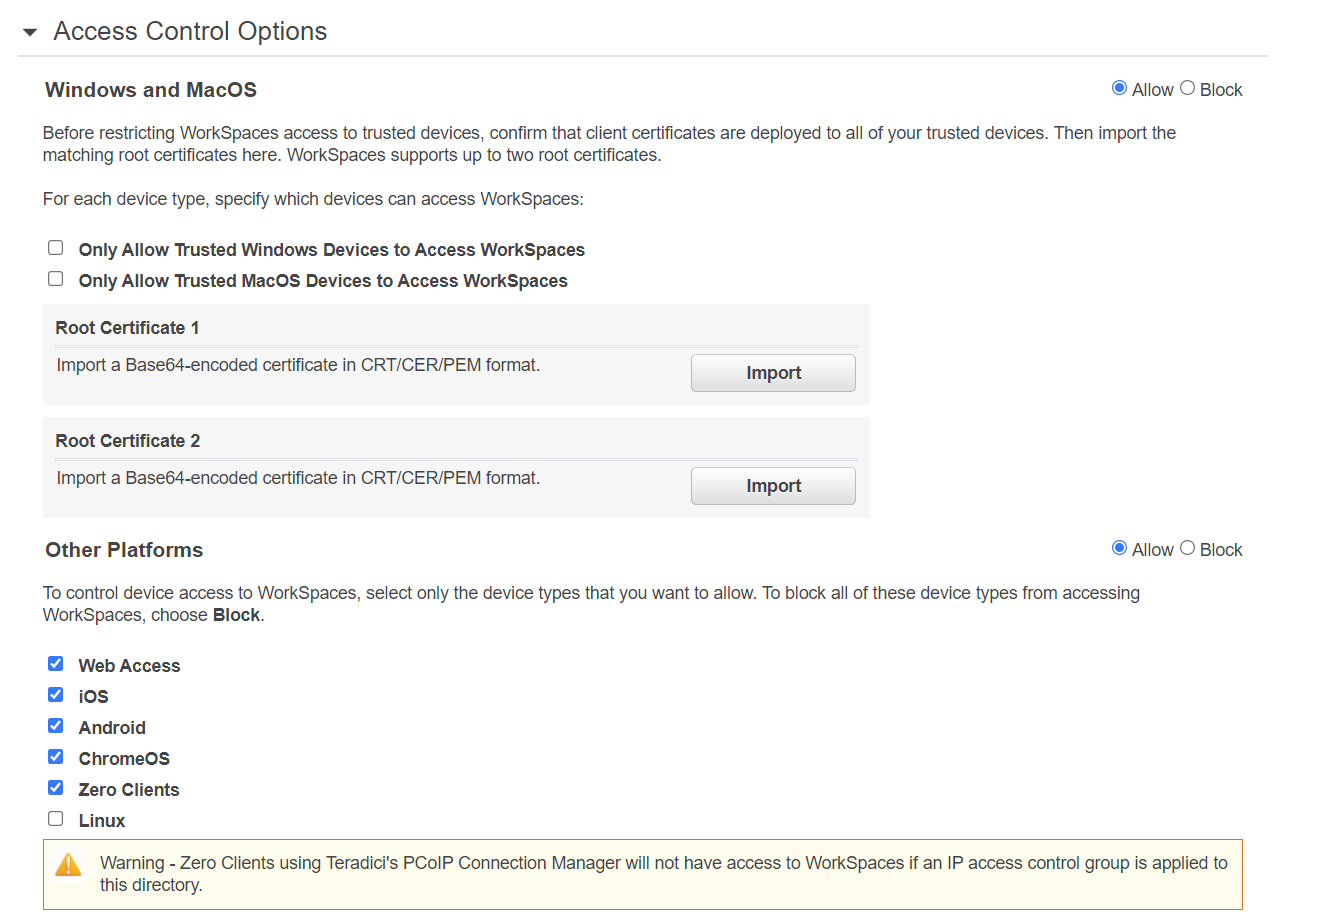 Access Control Options
Windows and MacOS
Allow Block
Before restricting WorkSpaces access to trusted devices, confirm that client certificates are deployed to all of your trusted devices. Then import the
matching root certificates here. WorkSpaces supports up to two root certificates.
For each device type, specify which devices can access WorkSpaces:
Only Allow Trusted Windows Devices to Access WorkSpaces
Only Allow Trusted MacOS Devices to Access WorkSpaces
Root Certificate 1
Import a Base64-encoded certificate in CRT/CER/PEM format.
Import
Root Certificate 2
Import a Base64-encoded certificate in CRT/CER/PEM format.
Import
Other Platforms
Allow Block
To control device access to WorkSpaces, select only the device types that you want to allow. To block all of these device types from accessing
WorkSpaces, choose Block.
Web Access
iOS
Android
ChromeOS
Zero Clients
Linux
Warning - Zero Clients using Teradici's PCoIP Connection Manager will not have access to WorkSpaces if an IP access control group is applied to
this directory.